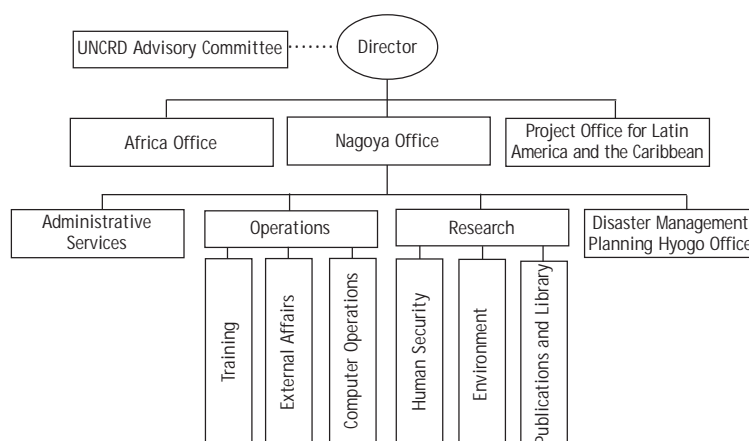 UNCRD Advisory Committee
Director
Africa Office
Nagoya Office
Project Office for Latin
America and the Caribbean
Administrative
Services
Operations
Research
Disaster Management
Planning Hyogo Office
Training
External Affairs
Computer Operations
Human Security
Environment
Publications and Library